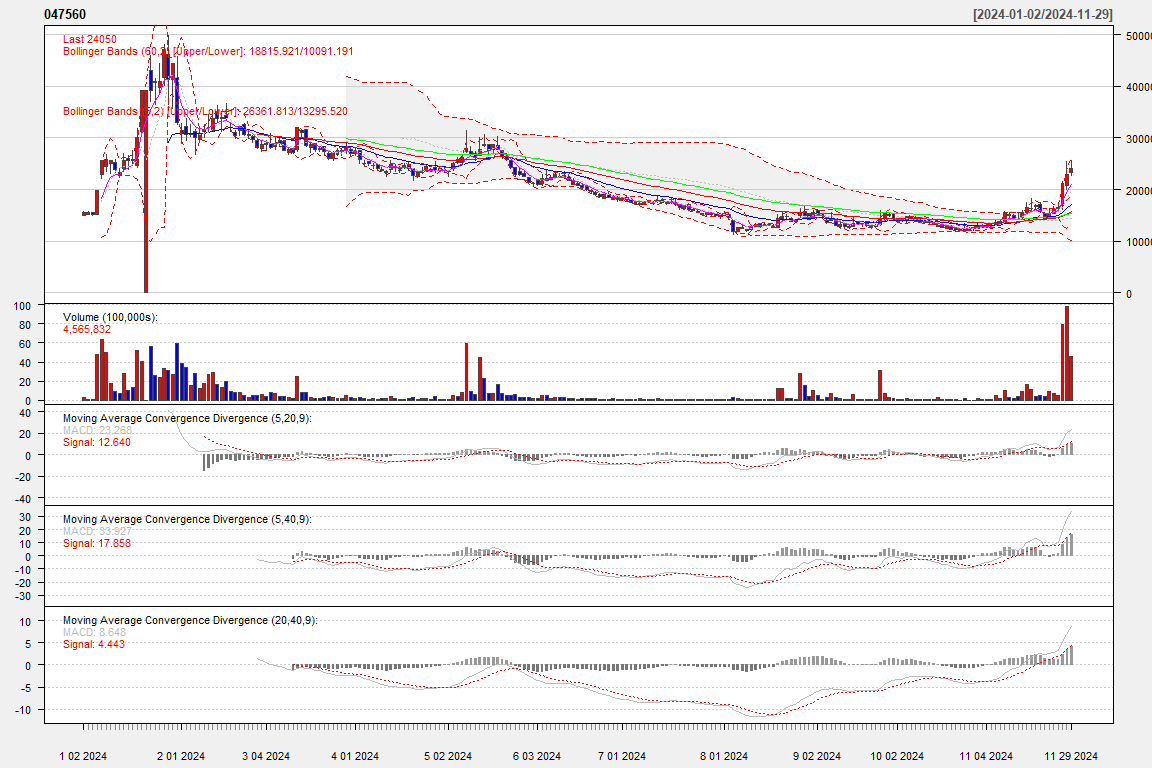 047560
[2024-01-02/2024-11-29]
Last 24050
Bollinger Bands (60,2) [Upper/Lower]: 18815.921/10091.191
Bollinger Bands (5,2) [Upper/Lower]: 26361.813/13295.520
50000
40000
30000
20000
10000
0
Volume (100,000s):
4,565,832
100
80
60
40
20
0
Moving Average Convergence Divergence (5,20,9):
MACD: 23.268
Signal: 12.640
40
20
0
-20
-40
Moving Average Convergence Divergence (5,40,9):
MACD: 33.927
Signal: 17.858
30
20
10
0
-10
-20
-30
Moving Average Convergence Divergence (20,40,9):
MACD: 8.648
Signal: 4.443
10
5
0
-5
-10
1 02 2024
2 01 2024
3 04 2024
4 01 2024
5 02 2024
6 03 2024
7 01 2024
8 01 2024
9 02 2024
10 02 2024
11 04 2024
11 29 2024